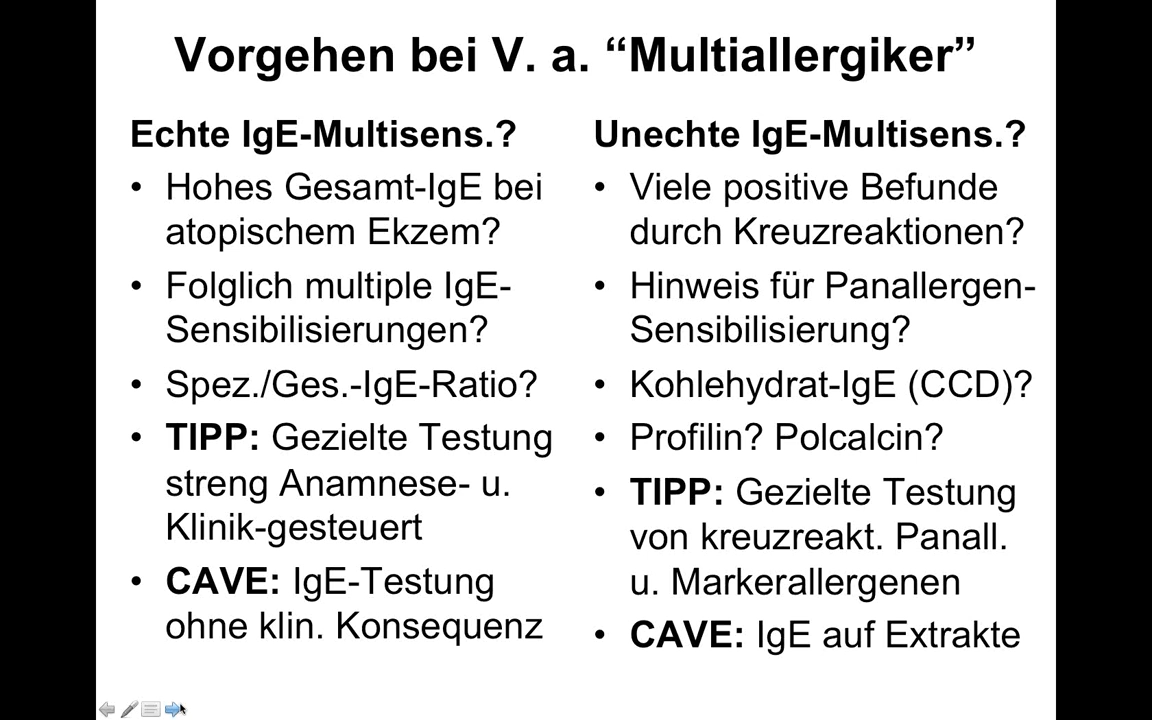 Vorgehen bei V. a. “Multiallergiker”
Echte IgE-Multisens.?
• Hohes Gesamt-IgE bei
atopischem Ekzem?
• Folglich multiple IgE-
Sensibilisierungen?
• Spez./Ges.-IgE-Ratio?
• TIPP: Gezielte Testung
streng Anamnese- u.
Klinik-gesteuert
• CAVE: IgE-Testung
ohne klin. Konsequenz
Unechte IgE-Multisens.?
• Viele positive Befunde
durch Kreuzreaktionen?
• Hinweis für Panallergen-
Sensibilisierung?
• Kohlehydrat-IgE (CCD)?
• Profilin? Polcalcin?
• TIPP: Gezielte Testung
von kreuzreakt. Panall.
u. Markerallergenen
• CAVE: IgE auf Extrakte